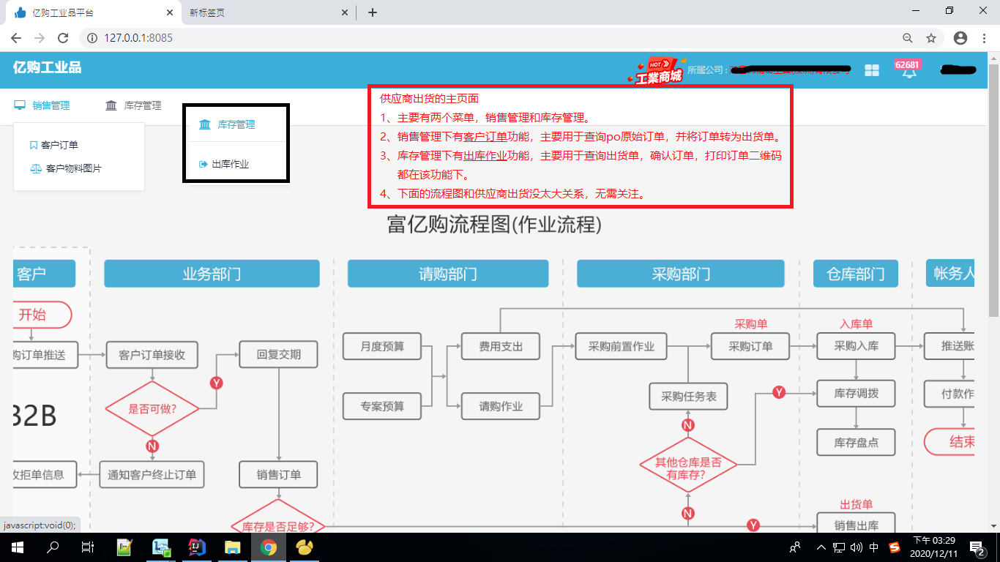 亿购工业品平台
新标签页
127.0.0.1:8085
亿购工业品
HOT
工業商城
所属公司 :
62681
销售管理
库存管理
客户订单
客户物料图片
库存管理
出库作业
供应商出货的主页面
1、主要有两个菜单，销售管理和库存管理。
2、销售管理下有客户订单功能，主要用于查询po原始订单，并将订单转为出货单。
3、库存管理下有出库作业功能，主要用于查询出货单，确认订单，打印订单二维码
都在该功能下。
4、下面的流程图和供应商出货没太大关系，无需关注。
富亿购流程图(作业流程)
客户
业务部门
请购部门
采购部门
仓库部门
帐务人
开始
采购单
入库单
购订单推送
客户订单接收
回复交期
月度预算
费用支出
采购前置作业
采购订单
采购入库
推送账
Y
是否可做?
专案预算
请购作业
采购任务表
Y
库存调拨
付款作
B2B
N
N
库存盘点
结束
收拒单信息
通知客户终止订单
销售订单
其他仓库是否
有库存?
N
出货单
库存是否足够?
Y
销售出库
javascript:void(0);
中
下午 03:29
2020/12/11
2